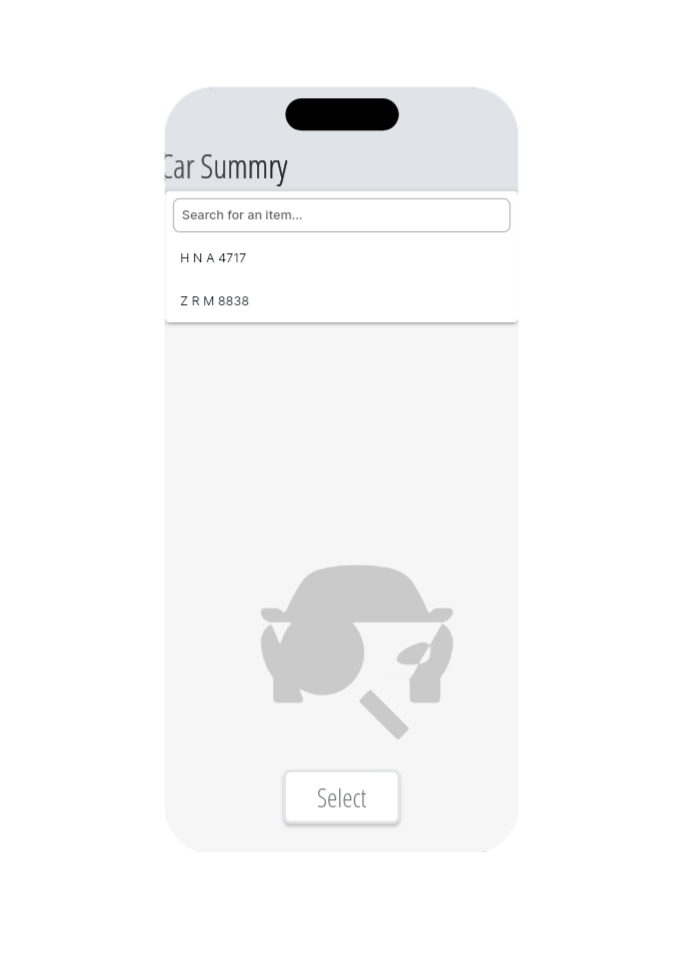 Car Summry
Search for an item...
H N A 4717
Z R M 8838
Select